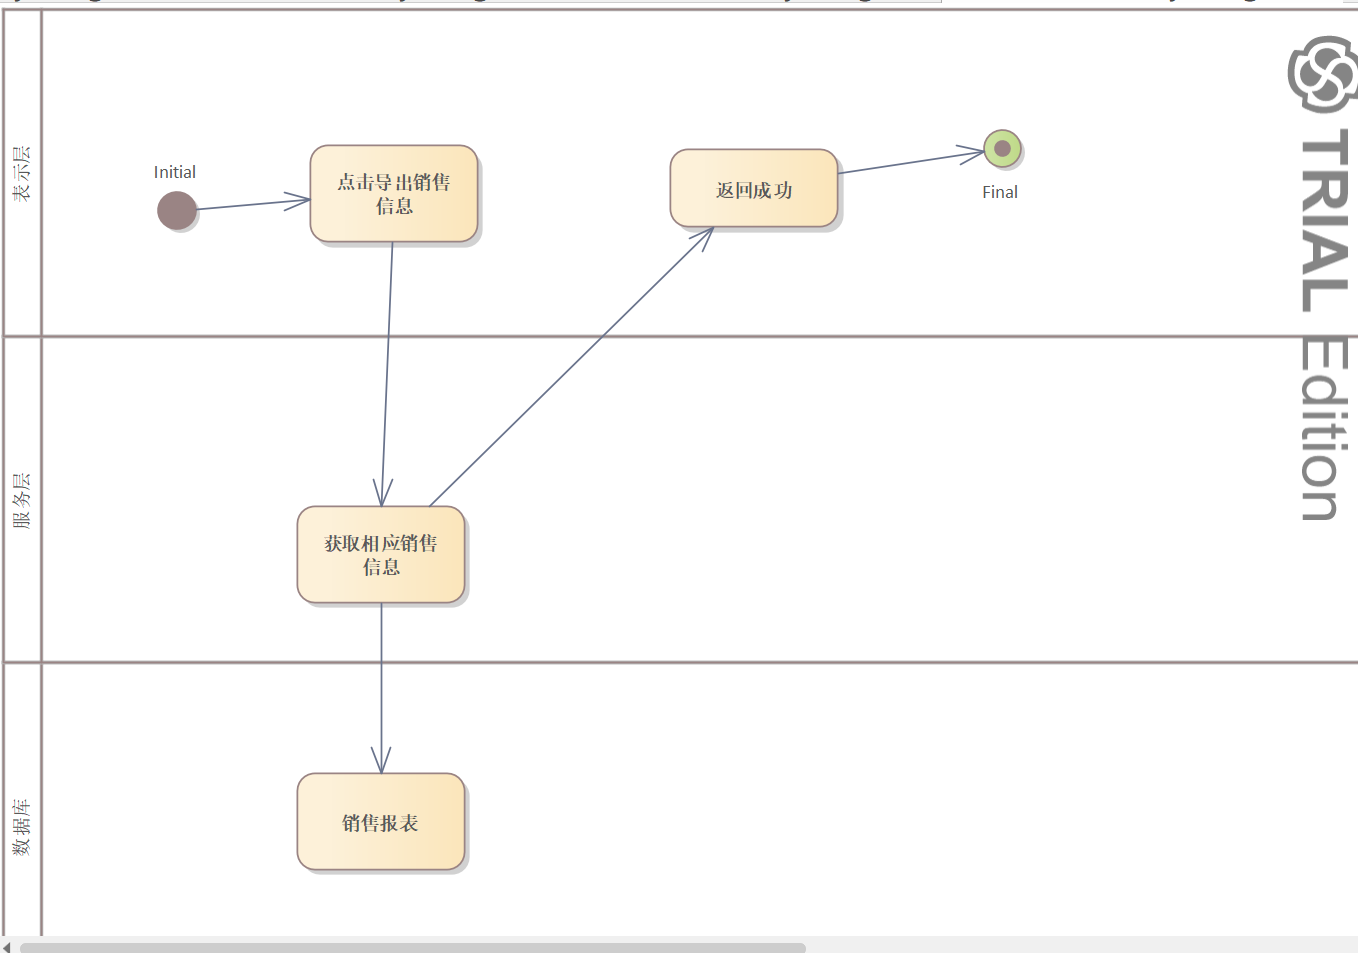 表示层
Initial
点击导出销售
信息
返回成功
Final
TRIAL Edition
服务层
获取相应销售
信息
数据库
销售报表